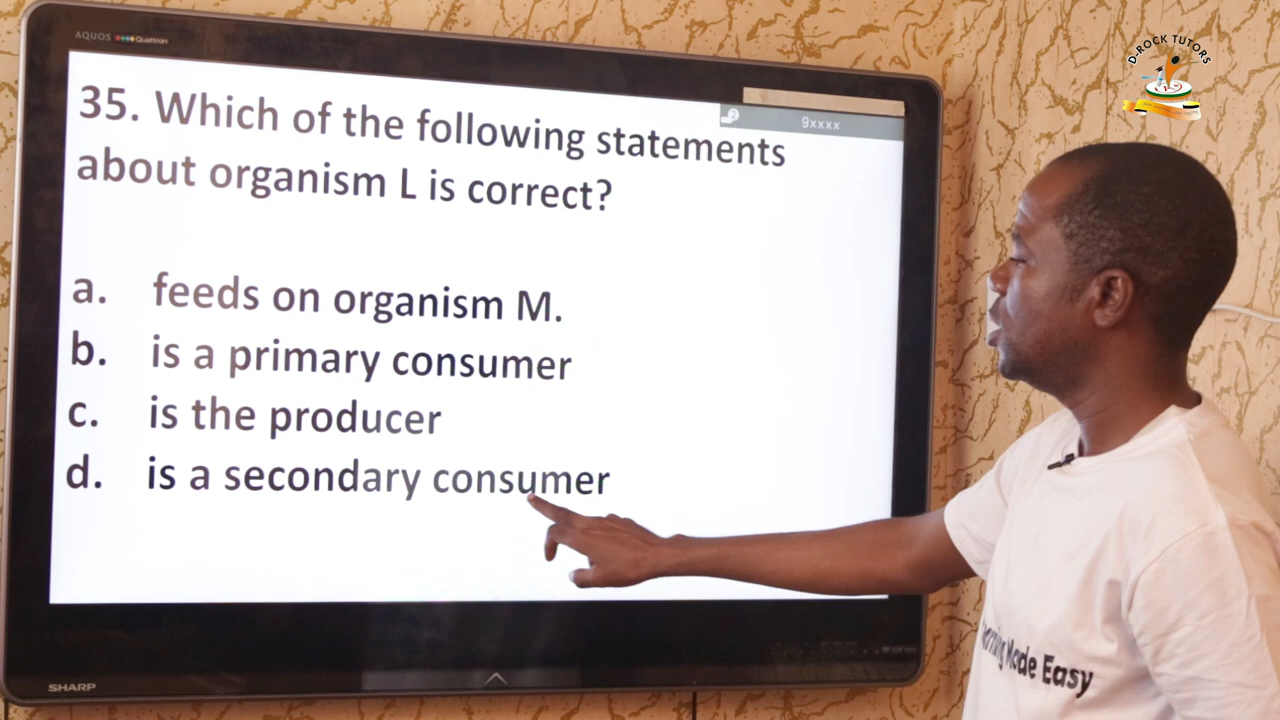 AQUOS Quattron
D-ROCK TUTORS
9xxxx
35. Which of the following statements
about organism L is correct?
a. feeds on organism M.
b. is a primary consumer
c. is the producer
d. is a secondary consumer
Made Easy
SHARP